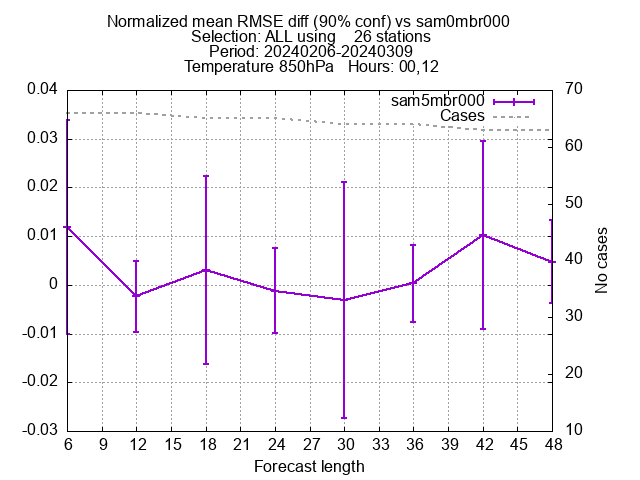 Normalized mean RMSE diff (90% conf) vs sam0mbr000
Selection: ALL using    26 stations
Period: 20240206-20240309
Temperature 850hPa   Hours: 00,12
sam5mbr000
Cases
0.04
0.03
0.02
0.01
0
-0.01
-0.02
-0.03
70
60
50
40
30
20
10
No cases
6 9 12 15 18 21 24 27 30 33 36 39 42 45 48
Forecast length